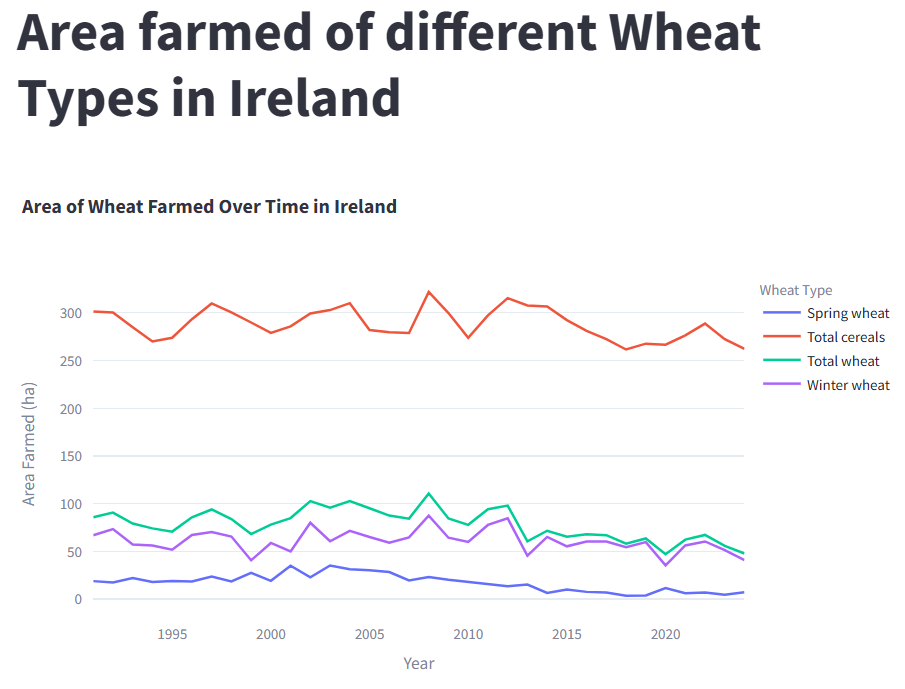 Area farmed of different Wheat
Types in Ireland
Area of Wheat Farmed Over Time in Ireland
Wheat Type
Spring wheat
Total cereals
Total wheat
Winter wheat
Area Farmed (ha)
300
250
200
150
100
50
0
1995 2000 2005 2010 2015 2020
Year